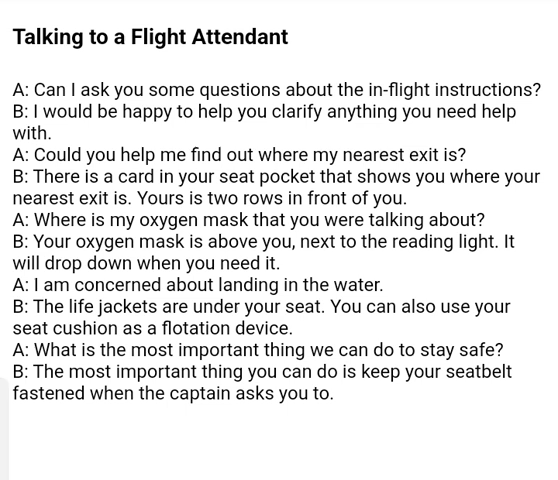 Talking to a Flight Attendant
A: Can I ask you some questions about the in-flight instructions?
B: I would be happy to help you clarify anything you need help
with.
A: Could you help me find out where my nearest exit is?
B: There is a card in your seat pocket that shows you where your
nearest exit is. Yours is two rows in front of you.
A: Where is my oxygen mask that you were talking about?
B: Your oxygen mask is above you, next to the reading light. It
will drop down when you need it.
A: I am concerned about landing in the water.
B: The life jackets are under your seat. You can also use your
seat cushion as a flotation device.
A: What is the most important thing we can do to stay safe?
B: The most important thing you can do is keep your seatbelt
fastened when the captain asks you to.